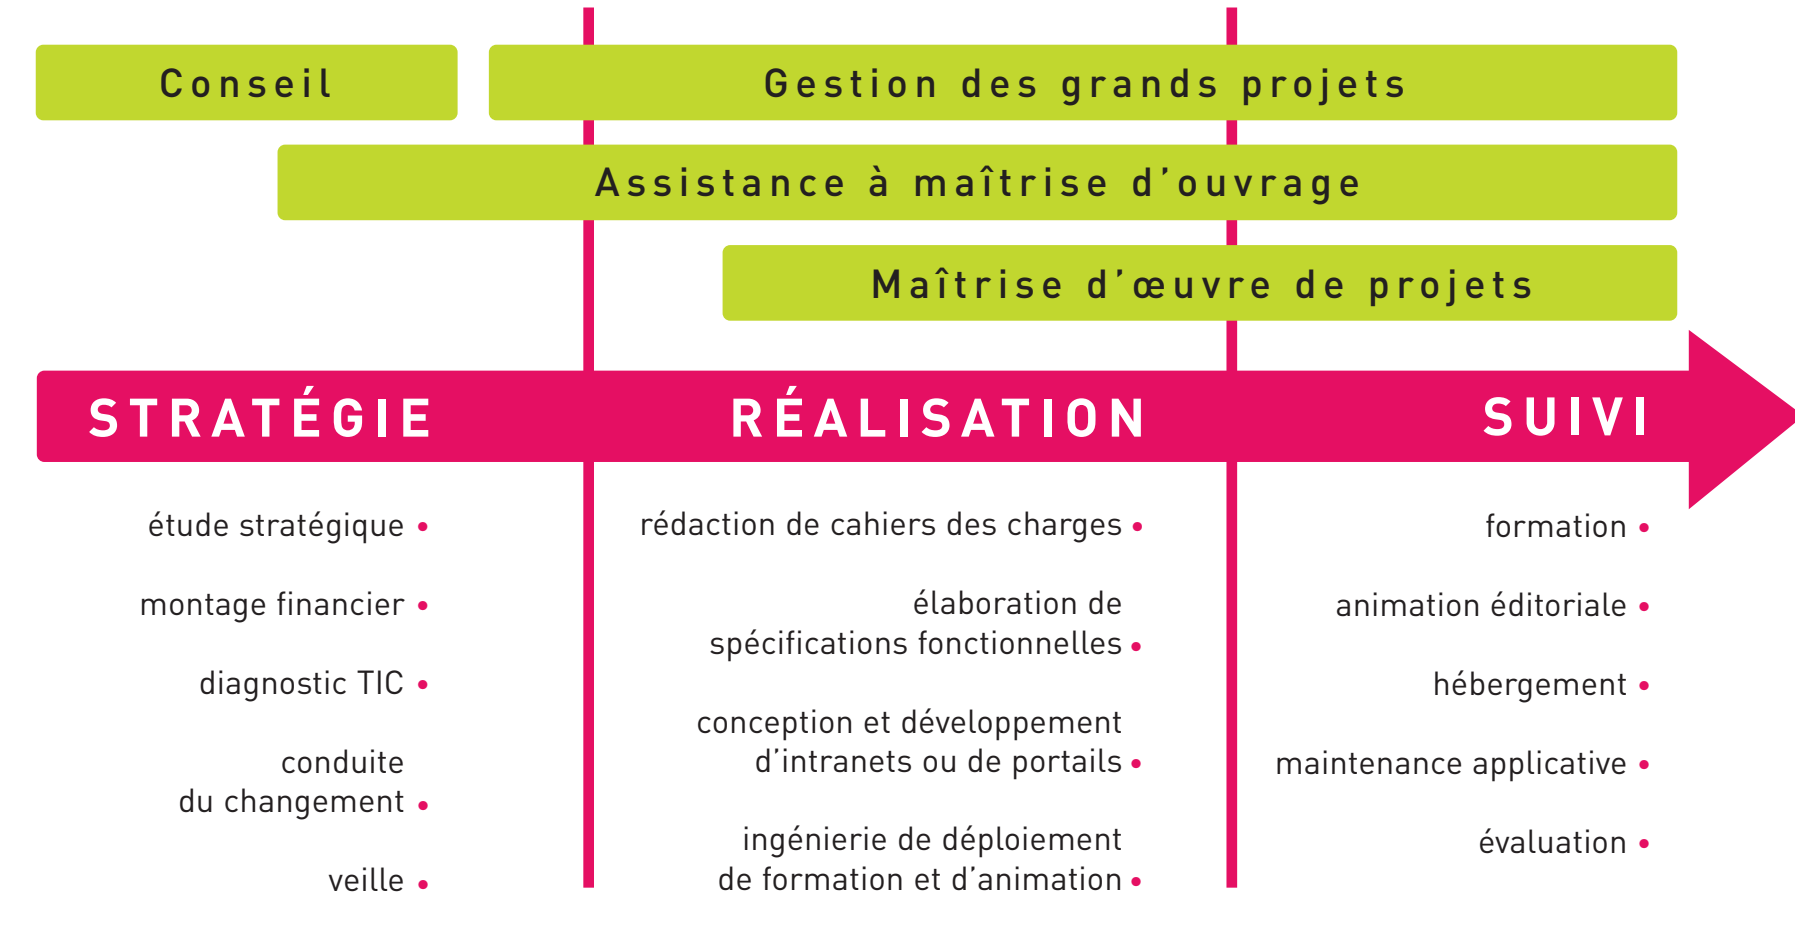 Conseil
Gestion des grands projets
Assistance à maîtrise d’ouvrage
Maîtrise d’œuvre de projets
STRATÉGIE
RÉALISATION
SUIVI
étude stratégique •
montage financier •
diagnostic TIC •
conduite
du changement •
veille •
rédaction de cahiers des charges •
élaboration de
spécifications fonctionnelles •
conception et développement
d’intranets ou de portails •
ingénierie de déploiement
de formation et d’animation •
formation •
animation éditoriale •
hébergement •
maintenance applicative •
évaluation •